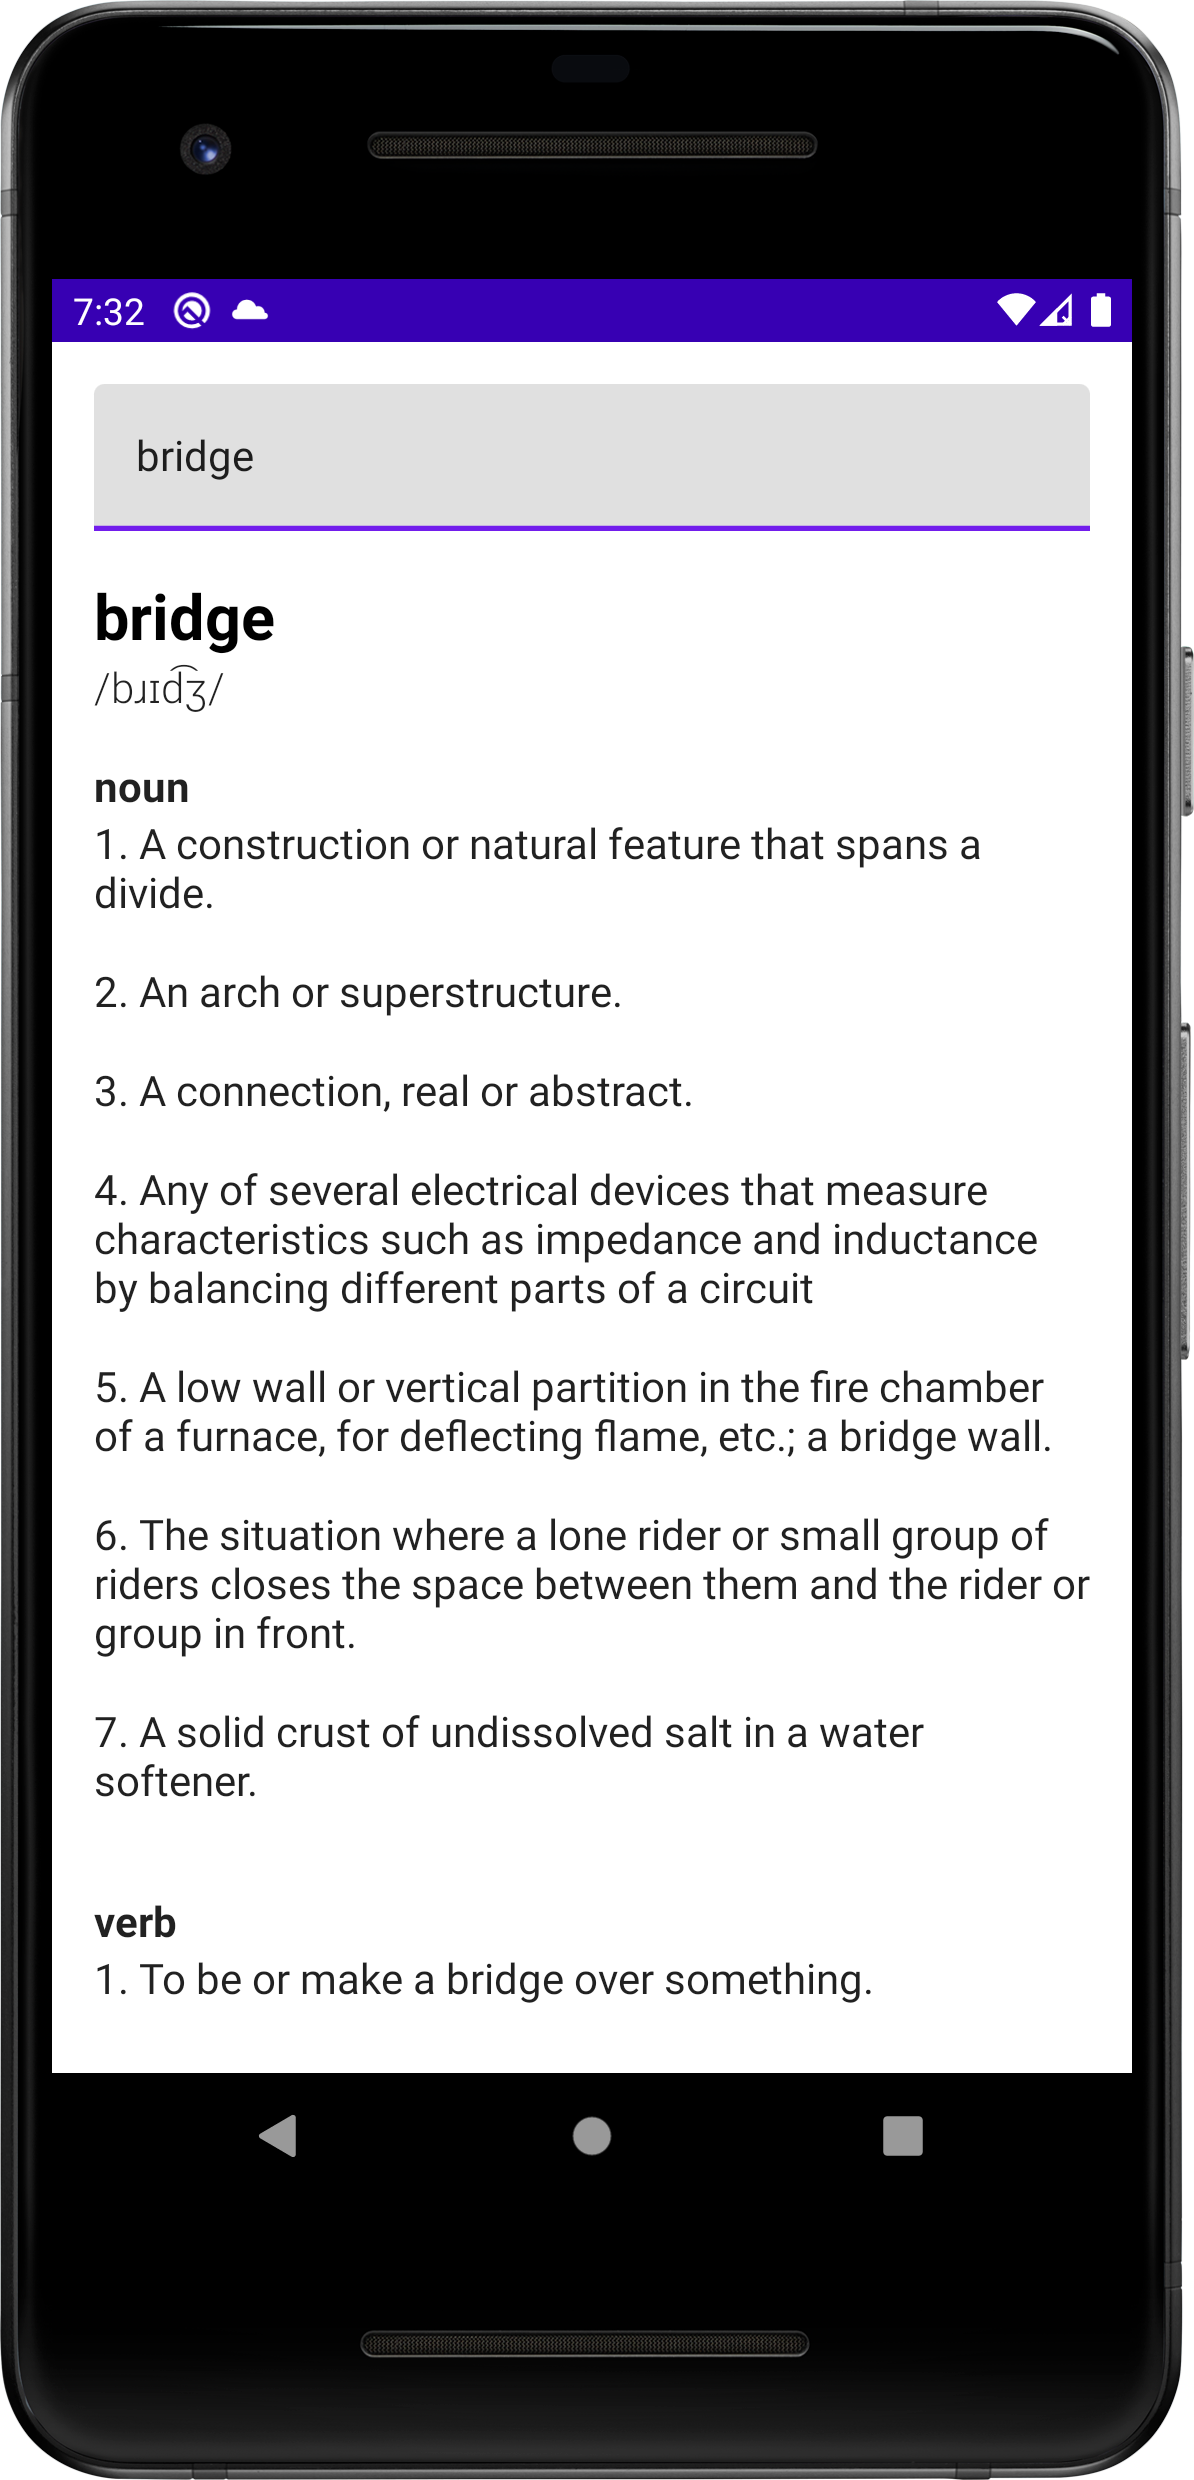 7:32
bridge
bridge
/bɹɪd͡ʒ/
noun
1. A construction or natural feature that spans a
divide.
2. An arch or superstructure.
3. A connection, real or abstract.
4. Any of several electrical devices that measure
characteristics such as impedance and inductance
by balancing different parts of a circuit
5. A low wall or vertical partition in the fire chamber
of a furnace, for deflecting flame, etc.; a bridge wall.
6. The situation where a lone rider or small group of
riders closes the space between them and the rider or
group in front.
7. A solid crust of undissolved salt in a water
softener.
verb
1. To be or make a bridge over something.